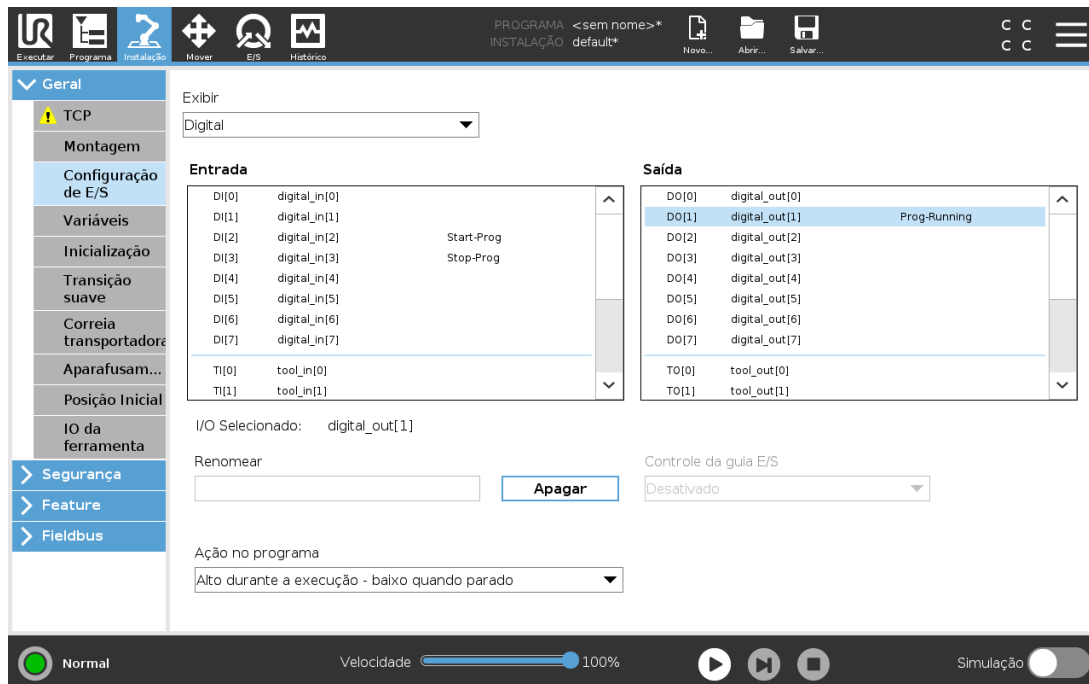 PROGRAMA <sem nome>*
INSTALAÇÃO default*
UR
Executar
Programa
Instalação
Mover
E/S
Histórico
Novo...
Abrir...
Salvar...
C C
C C
Geral
TCP
Montagem
Configuração
de E/S
Variáveis
Inicialização
Transição
suave
Correia
transportadora
Aparafusam...
Posição Inicial
IO da
ferramenta
Segurança
Feature
Fieldbus
Exibir
Digital
Entrada
DI[0] digital_in[0]
DI[1] digital_in[1]
DI[2] digital_in[2] Start-Prog
DI[3] digital_in[3] Stop-Prog
DI[4] digital_in[4]
DI[5] digital_in[5]
DI[6] digital_in[6]
DI[7] digital_in[7]
TI[0] tool_in[0]
TI[1] tool_in[1]
Saída
DO[0] digital_out[0]
DO[1] digital_out[1] Prog-Running
DO[2] digital_out[2]
DO[3] digital_out[3]
DO[4] digital_out[4]
DO[5] digital_out[5]
DO[6] digital_out[6]
DO[7] digital_out[7]
TO[0] tool_out[0]
TO[1] tool_out[1]
I/O Selecionado: digital_out[1]
Renomear
Apagar
Controle da guia E/S
Desativado
Ação no programa
Alto durante a execução - baixo quando parado
Normal
Velocidade 100%
Simulação